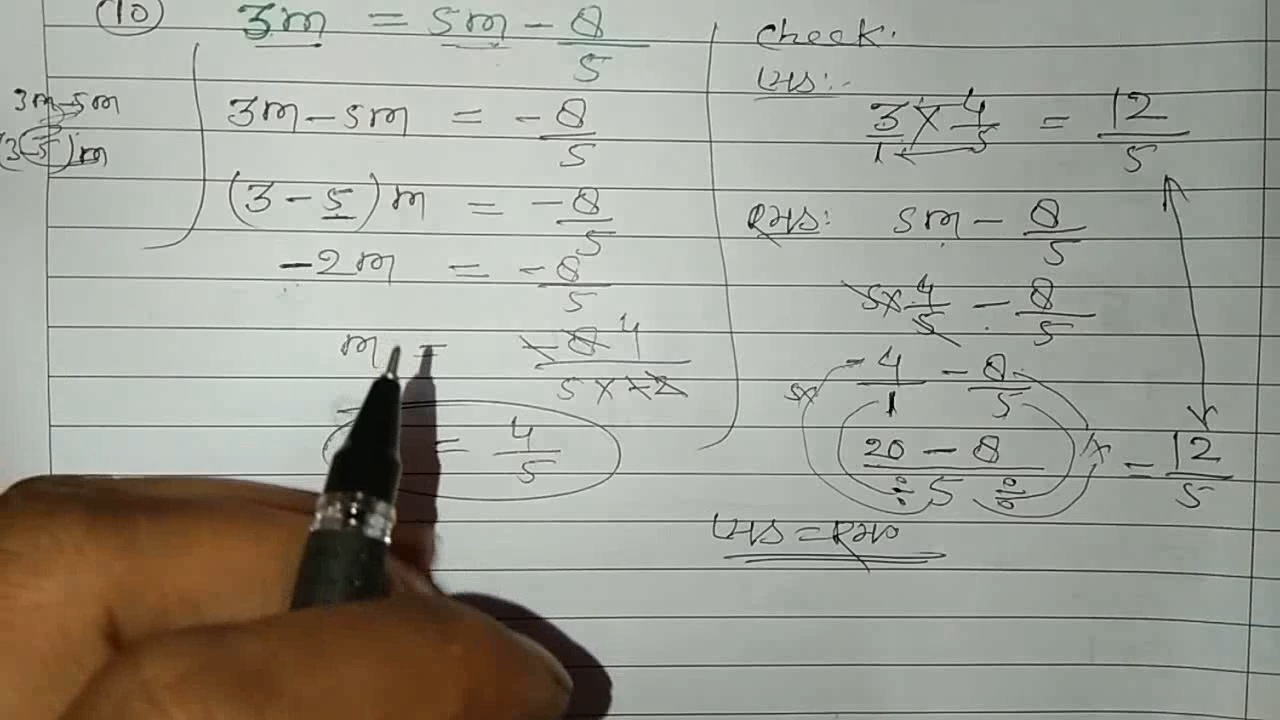 (10) 3m = 5m - 8/5
3m-5m
(3-5)m
3m - 5m = -8/5
(3 - 5)m = -8/5
-2m = -8/5
m = -8 4/5 × -2
= 4/5
Check.
LHS:-
3/1 × 4/5 = 12/5
RHS: 5m - 8/5
5× 4/5 - 8/5
4/1 - 8/5
5×
1×
20 - 8/5 = 12/5
LHS = RHS